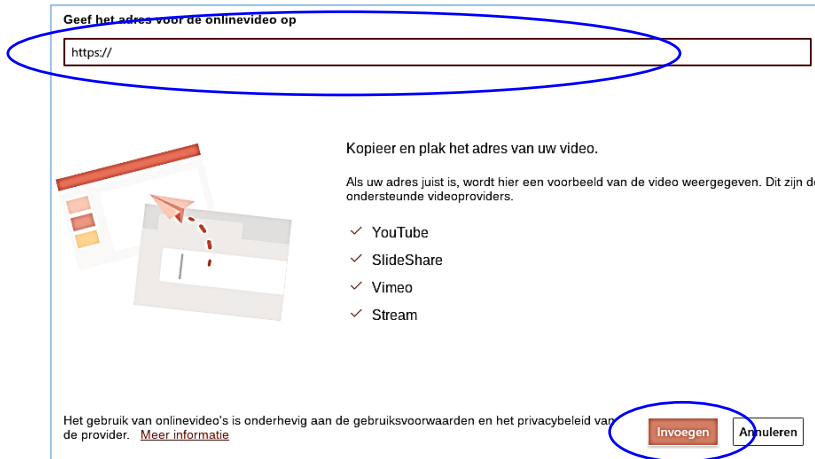 Geef het adres voor de onlinevideo op
https://
Kopieer en plak het adres van uw video.
Als uw adres juist is, wordt hier een voorbeeld van de video weergegeven. Dit zijn
ondersteunde videoproviders.
YouTube
SlideShare
Vimeo
Stream
Het gebruik van onlinevideo's is onderhevig aan de gebruiksvoorwaarden en het privacybeleid van
de provider. Meer informatie
Invoegen
Annuleren